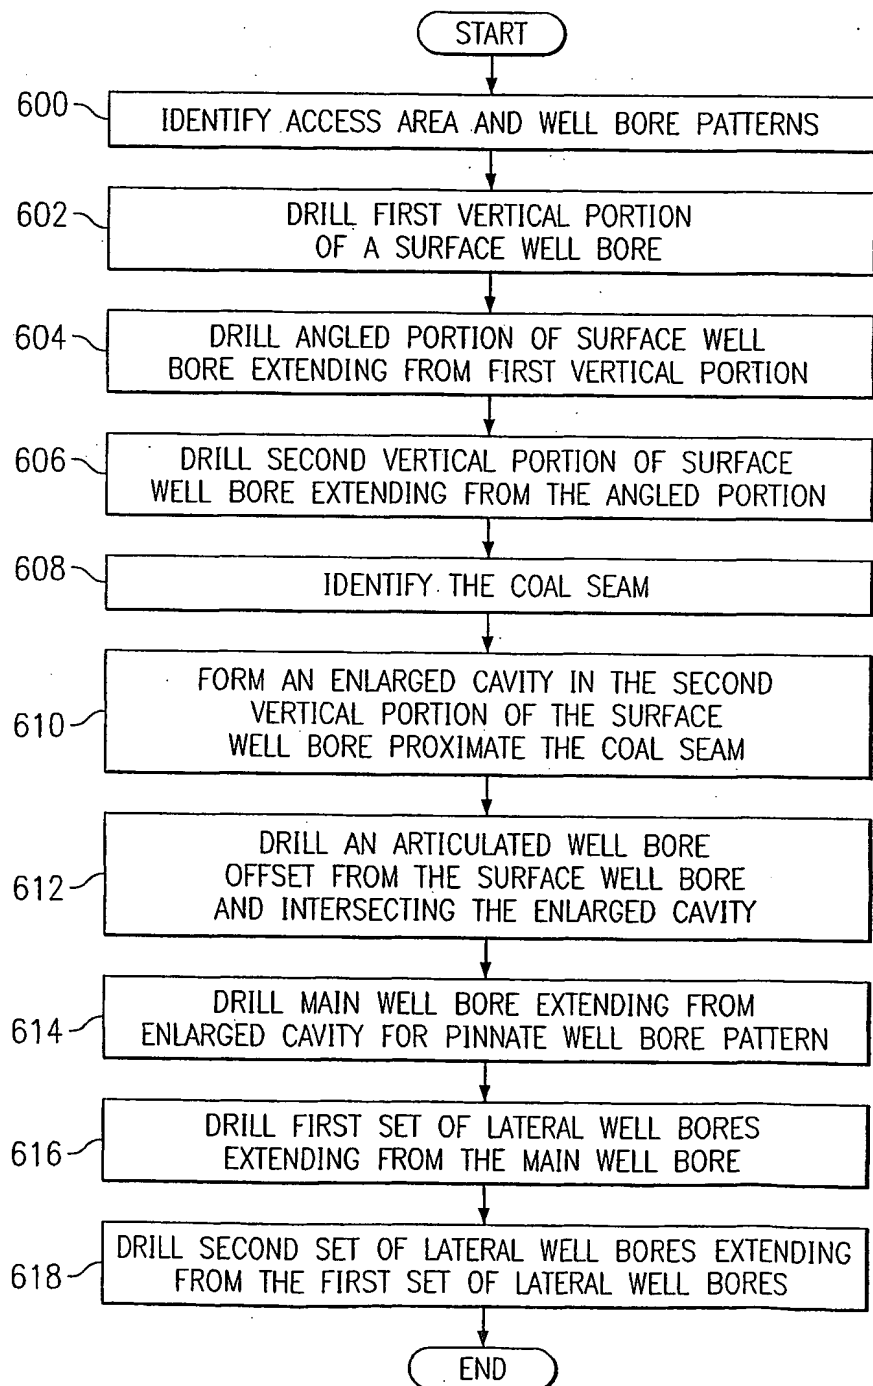 START
600
IDENTIFY ACCESS AREA AND WELL BORE PATTERNS
602
DRILL FIRST VERTICAL PORTION
OF A SURFACE WELL BORE
604
DRILL ANGLED PORTION OF SURFACE WELL
BORE EXTENDING FROM FIRST VERTICAL PORTION
606
DRILL SECOND VERTICAL PORTION OF SURFACE
WELL BORE EXTENDING FROM THE ANGLED PORTION
608
IDENTIFY THE COAL SEAM
610
FORM AN ENLARGED CAVITY IN THE SECOND
VERTICAL PORTION OF THE SURFACE
WELL BORE PROXIMATE THE COAL SEAM
612
DRILL AN ARTICULATED WELL BORE
OFFSET FROM THE SURFACE WELL BORE
AND INTERSECTING THE ENLARGED CAVITY
614
DRILL MAIN WELL BORE EXTENDING FROM
ENLARGED CAVITY FOR PINNATE WELL BORE PATTERN
616
DRILL FIRST SET OF LATERAL WELL BORES
EXTENDING FROM THE MAIN WELL BORE
618
DRILL SECOND SET OF LATERAL WELL BORES EXTENDING
FROM THE FIRST SET OF LATERAL WELL BORES
END